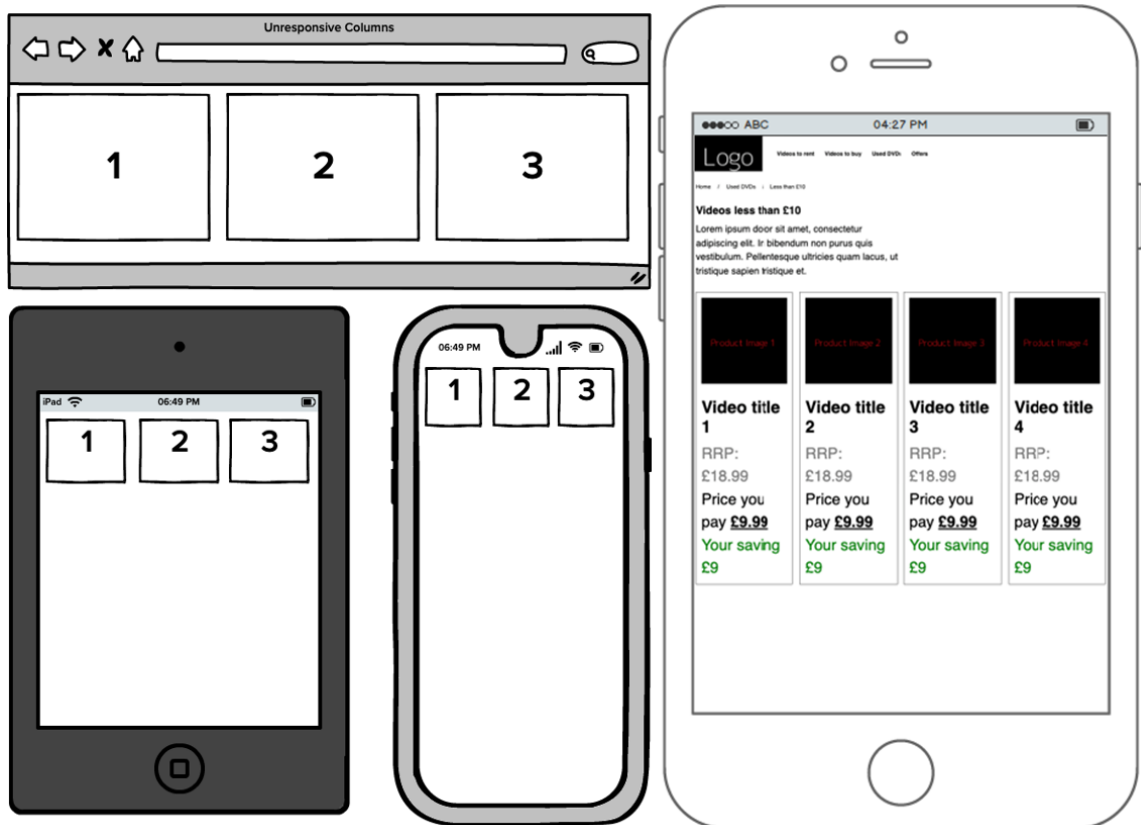 Unresponsive Columns
1
2
3
iPad
06:49 PM
1
2
3
06:49 PM
1
2
3
ABC 04:27 PM
Logo Videos to rent Videos to buy Used DVDs Offers
Home / Used DVDs / Less than £10
Videos less than £10
Lorem ipsum door sit amet, consectetur
adipiscing elit. Ir bibendum non purus quis
vestibulum. Pellentesque ultricies quam lacus, ut
tristique sapien tristique et.
Product Image 1
Product Image 2
Product Image 3
Product Image 4
Video title
1
RRP:
£18.99
Price you
pay £9.99
Your saving
£9
Video title
2
RRP:
£18.99
Price you
pay £9.99
Your saving
£9
Video title
3
RRP:
£18.99
Price you
pay £9.99
Your saving
£9
Video title
4
RRP:
£18.99
Price you
pay £9.99
Your saving
£9